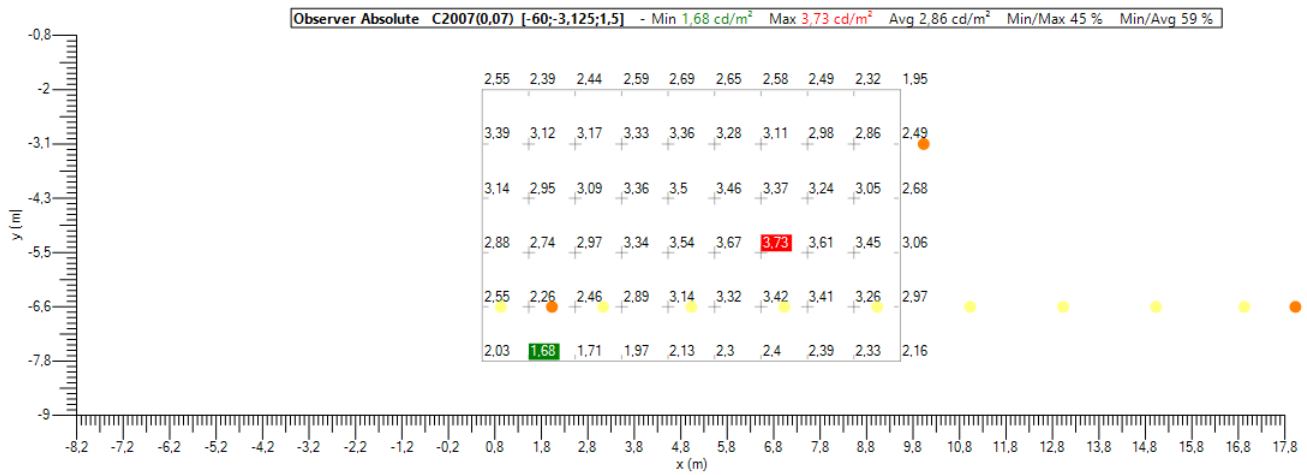 Observer Absolute C2007(0,07) [-60;-3,125;1,5] - Min 1,68 cd/m² Max 3,73 cd/m² Avg 2,86 cd/m² Min/Max 45 % Min/Avg 59 %
-0,8
2,55 2,39 2,44 2,59 2,69 2,65 2,58 2,49 2,32 1,95
-2
3,39 3,12 3,17 3,33 3,36 3,28 3,11 2,98 2,86 2,49
-3,1
3,14 2,95 3,09 3,36 3,5 3,46 3,37 3,24 3,05 2,68
-4,3
y (m)
2,88 2,74 2,97 3,34 3,54 3,67 3,73 3,61 3,45 3,06
-5,5
2,55 2,26 2,46 2,89 3,14 3,32 3,42 3,41 3,26 2,97
-6,6
2,03 1,68 1,71 1,97 2,13 2,3 2,4 2,39 2,33 2,16
-7,8
-9
-8,2 -7,2 -6,2 -5,2 -4,2 -3,2 -2,2 -1,2 -0,2 0,8 1,8 2,8 3,8 4,8 5,8 6,8 7,8 8,8 9,8 10,8 11,8 12,8 13,8 14,8 15,8 16,8 17,8
x (m)